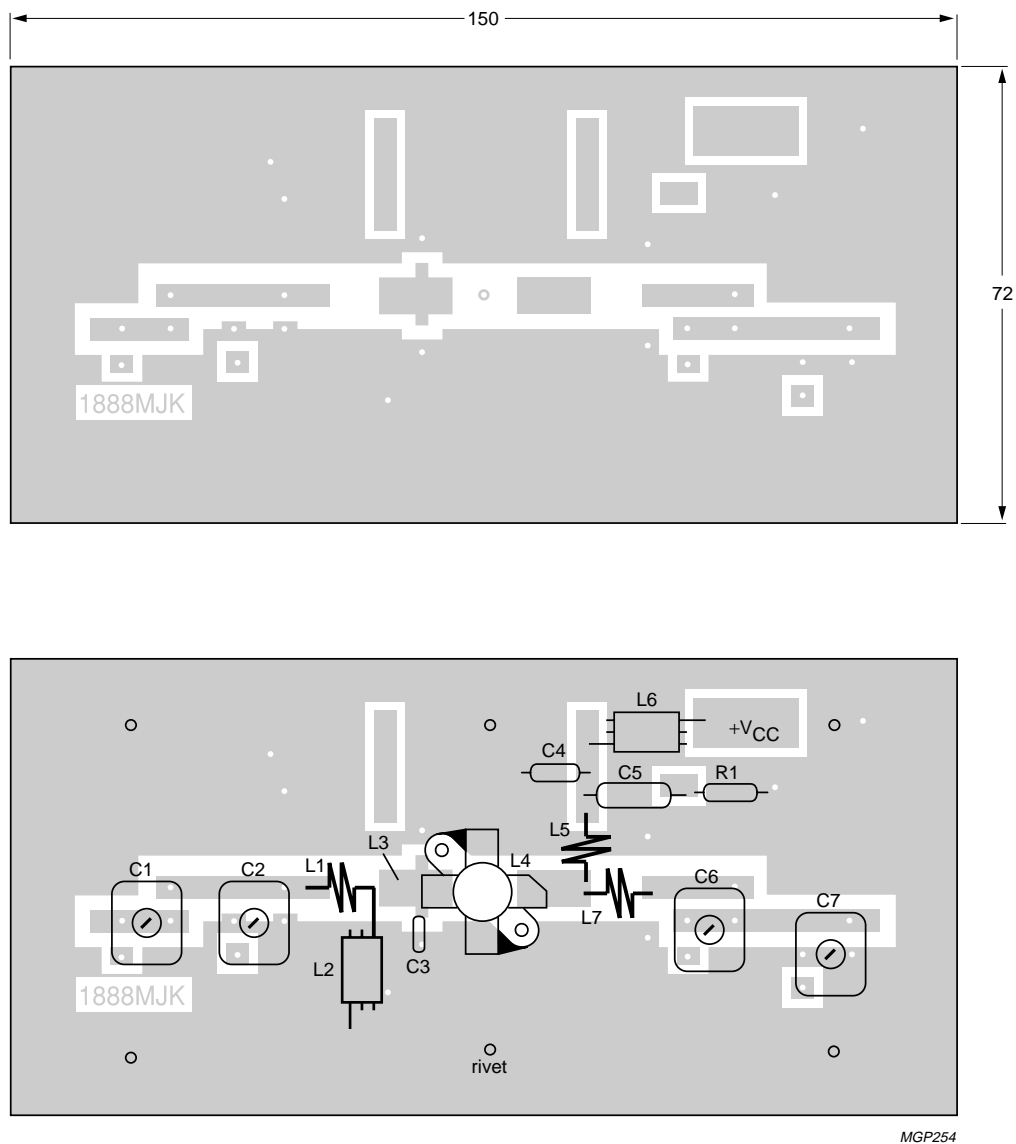 150
72
1888MJK
L6
+VCC
C4
C5
R1
L5
L3
L4
C1
C2
L1
C6
L7
C7
C3
L2
1888MJK
rivet
MGP254